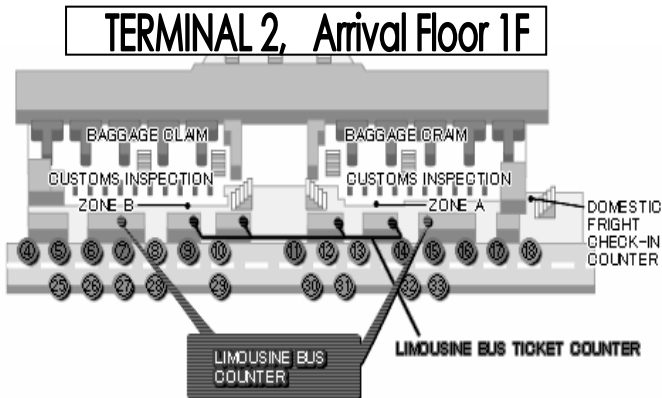 TERMINAL 2, Arrival Floor 1F
BAGGAGE CLAIM
BAGGAGE CRAIM
CUSTOMS INSPECTION
CUSTOMS INSPECTION
ZONE B
ZONE A
DOMESTIC
FRIGHT
CHECK-IN
COUNTER
4 5 6 7 8 9 10 11 12 13 14 15 16 17 18
25 26 27 28 29 30 31 32 33
LIMOUSINE BUS TICKET COUNTER
LIMOUSINE BUS
COUNTER